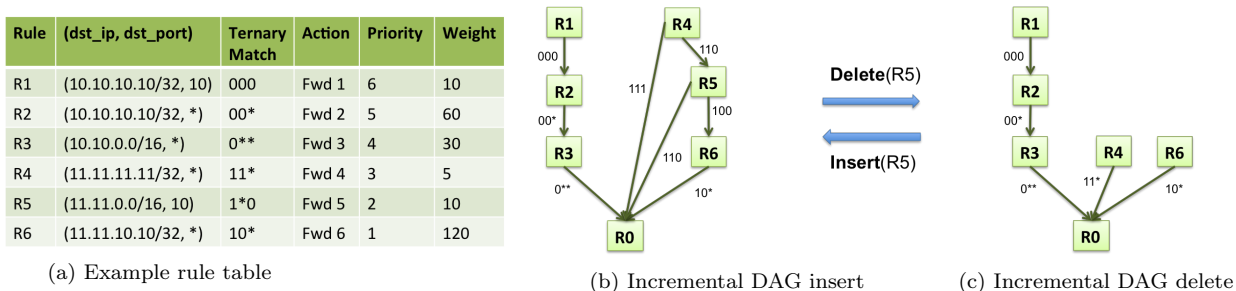 Rule (dst_ip, dst_port) Ternary Match Action Priority Weight
R1 (10.10.10.10/32, 10) 000 Fwd 1 6 10
R2 (10.10.10.10/32, *) 00* Fwd 2 5 60
R3 (10.10.0.0/16, *) 0** Fwd 3 4 30
R4 (11.11.11.11/32, *) 11* Fwd 4 3 5
R5 (11.11.0.0/16, 10) 1*0 Fwd 5 2 10
R6 (11.11.10.10/32, *) 10* Fwd 6 1 120
(a) Example rule table
R1 R4
000 110
R2 111 R5
00* 100
R3 110 R6
0** 10*
R0
(b) Incremental DAG insert
Delete(R5)
Insert(R5)
R1
000
R2
00*
R3 R4 R6
0** 11* 10*
R0
(c) Incremental DAG delete